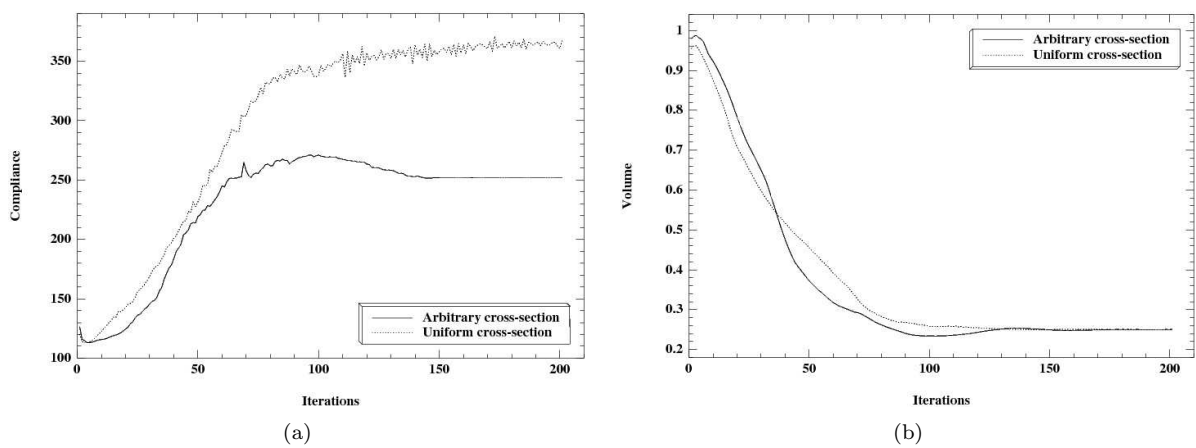 350
300
250
200
150
100
Compliance
0
50
100
150
200
Iterations
Arbitrary cross-section
Uniform cross-section
(a)
1
0.9
0.8
0.7
0.6
0.5
0.4
0.3
0.2
Volume
0
50
100
150
200
Iterations
Arbitrary cross-section
Uniform cross-section
(b)